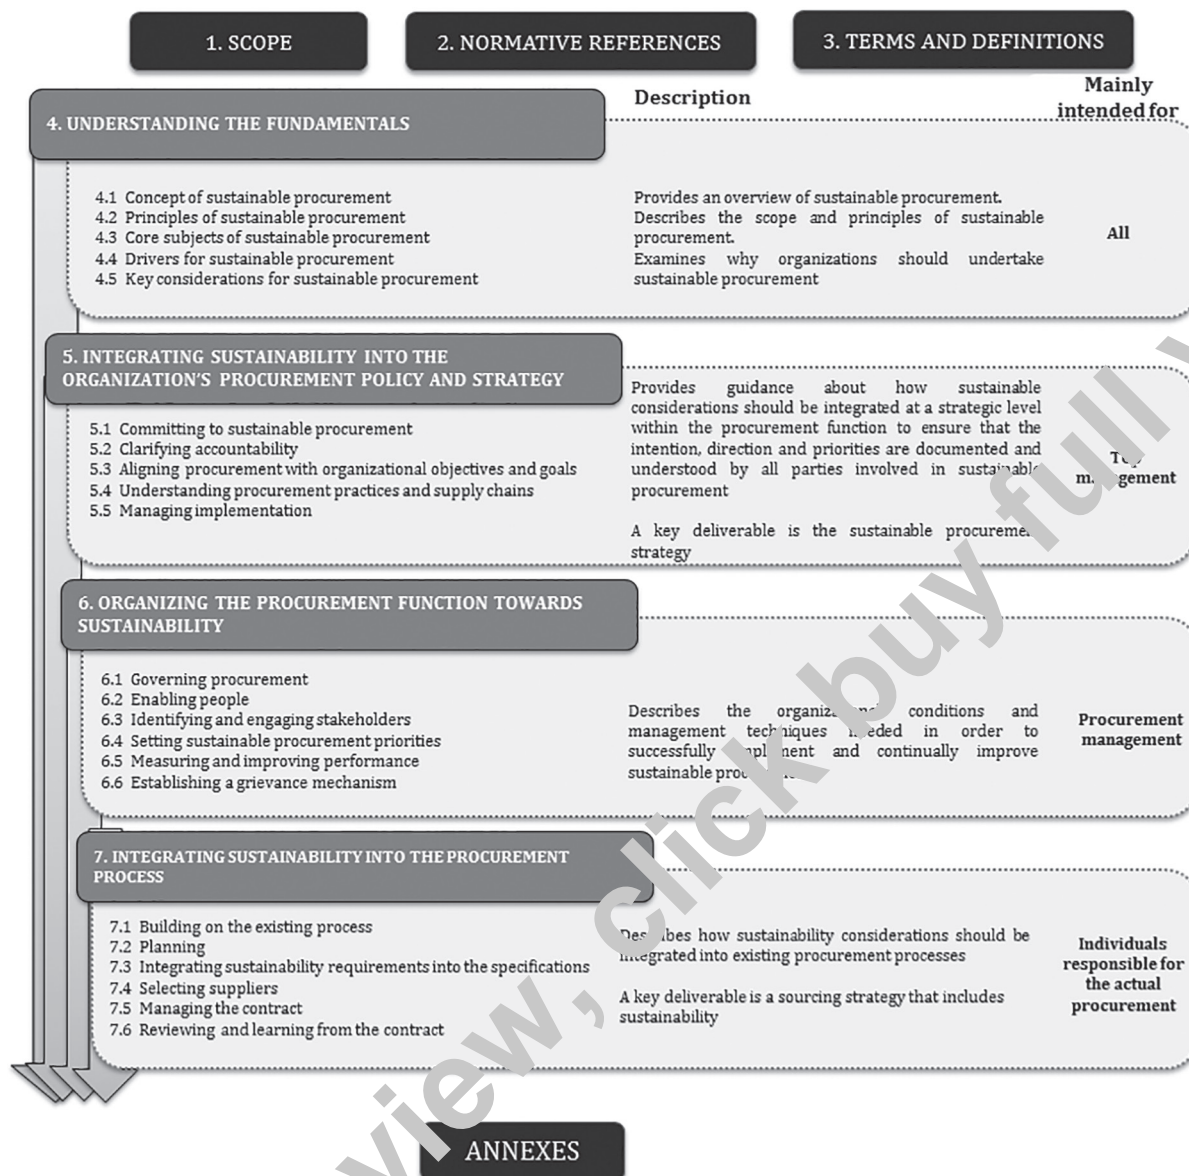 1. SCOPE
2. NORMATIVE REFERENCES
3. TERMS AND DEFINITIONS
Description
Mainly
intended for
4. UNDERSTANDING THE FUNDAMENTALS
4.1 Concept of sustainable procurement
4.2 Principles of sustainable procurement
4.3 Core subjects of sustainable procurement
4.4 Drivers for sustainable procurement
4.5 Key considerations for sustainable procurement
Provides an overview of sustainable procurement.
Describes the scope and principles of sustainable
procurement.
Examines why organizations should undertake
sustainable procurement
All
5. INTEGRATING SUSTAINABILITY INTO THE
ORGANIZATION'S PROCUREMENT POLICY AND STRATEGY
5.1 Committing to sustainable procurement
5.2 Clarifying accountability
5.3 Aligning procurement with organizational objectives and goals
5.4 Understanding procurement practices and supply chains
5.5 Managing implementation
Provides guidance about how sustainable
considerations should be integrated at a strategic level
within the procurement function to ensure that the
intention, direction and priorities are documented and
understood by all parties involved in sustainable
procurement
A key deliverable is the sustainable procurement
strategy
management
6. ORGANIZING THE PROCUREMENT FUNCTION TOWARDS
SUSTAINABILITY
6.1 Governing procurement
6.2 Enabling people
6.3 Identifying and engaging stakeholders
6.4 Setting sustainable procurement priorities
6.5 Measuring and improving performance
6.6 Establishing a grievance mechanism
Describes the conditions and
management techniques needed in order to
successfully implement and continually improve
sustainable
Procurement
management
7. INTEGRATING SUSTAINABILITY INTO THE PROCUREMENT
PROCESS
7.1 Building on the existing process
7.2 Planning
7.3 Integrating sustainability requirements into the specifications
7.4 Selecting suppliers
7.5 Managing the contract
7.6 Reviewing and learning from the contract
Describes how sustainability considerations should be
integrated into existing procurement processes
A key deliverable is a sourcing strategy that includes
sustainability
Individuals
responsible for
the actual
procurement
ANNEXES
view, click buy full